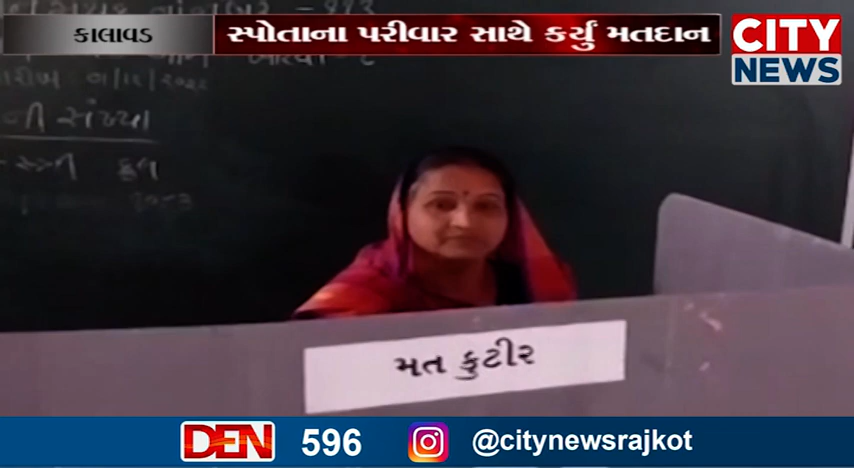 કાલાવડ
સ્પોતાના પરીવાર સાથે કર્યું મતદાન
CITY
NEWS
ની સંખ્યા
કુલ
મત કુટીર
DEN 596 @citynewsrajkot